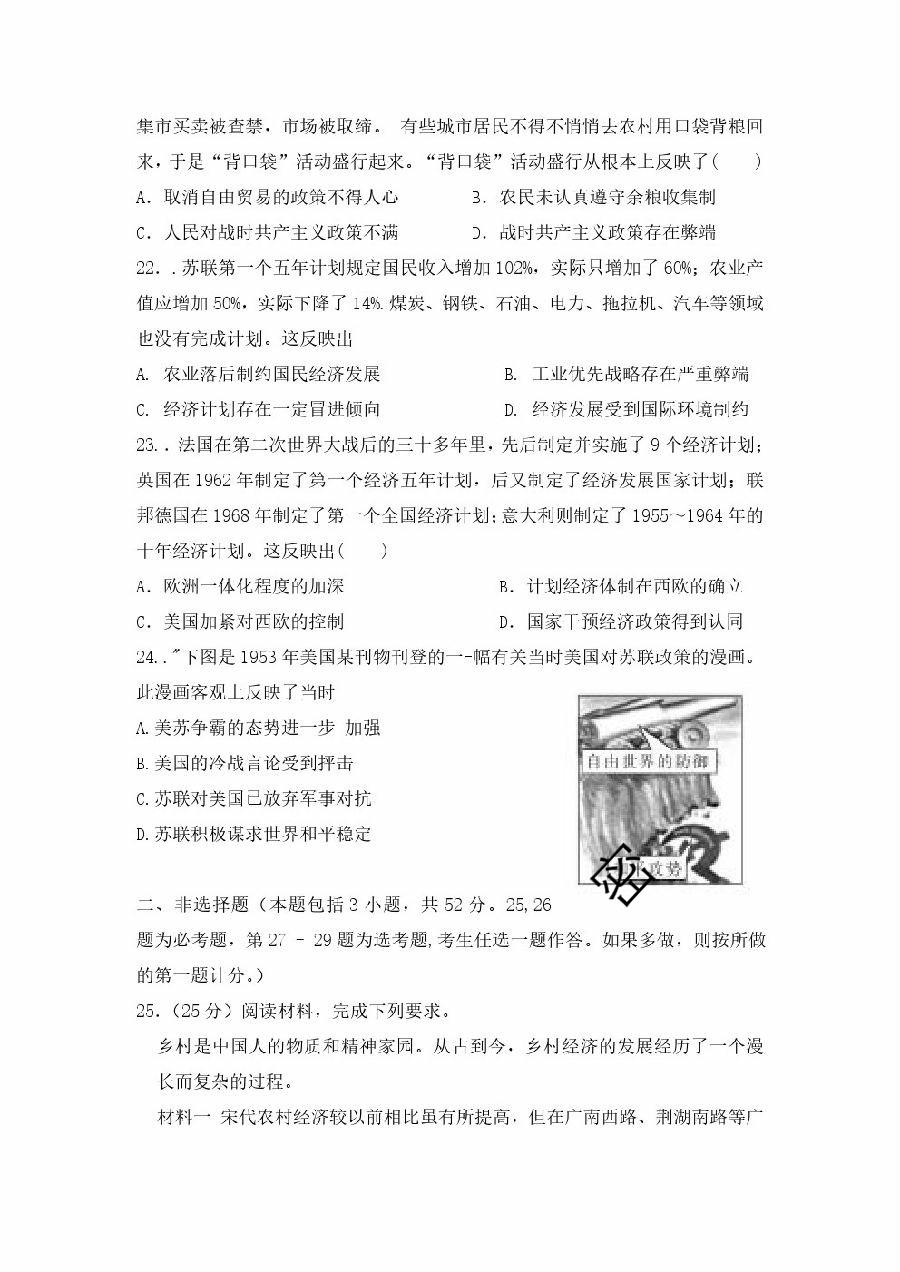 集市买卖被查禁，市场被取缔。 有些城市居民不得不悄悄去农村用口袋背粮回
来，于是“背口袋”活动盛行起来。“背口袋”活动盛行从根本上反映了(   )
A．取消自由贸易的政策不得人心 B．农民未认真遵守余粮收集制
C．人民对战时共产主义政策不满 D．战时共产主义政策存在弊端
22．.苏联第一个五年计划规定国民收入增加102%，实际只增加了60%；农业产
值应增加50%，实际下降了14%.煤炭、钢铁、石油、电力、拖拉机、汽车等领域
也没有完成计划。这反映出
A. 农业落后制约国民经济发展 B. 工业优先战略存在严重弊端
C. 经济计划存在一定冒进倾向 D. 经济发展受到国际环境制约
23.．法国在第二次世界大战后的三十多年里，先后制定并实施了9个经济计划；
英国在1962年制定了第一个经济五年计划，后又制定了经济发展国家计划；联
邦德国在1968年制定了第一个全国经济计划；意大利则制定了1955～1964年的
十年经济计划。这反映出(   )
A．欧洲一体化程度的加深 B．计划经济体制在西欧的确立
C．美国加紧对西欧的控制 D．国家干预经济政策得到认同
24..″下图是1953年美国某刊物刊登的一-幅有关当时美国对苏联政策的漫画。
此漫画客观上反映了当时
A.美苏争霸的态势进一步 加强
B.美国的冷战言论受到抨击
C.苏联对美国已放弃军事对抗
D.苏联积极谋求世界和平稳定
自由世界的防御
攻势
密
二、非选择题（本题包括3小题，共52分。25,26
题为必考题，第27 - 29题为选考题,考生任选一题作答。如果多做，则按所做
的第一题计分。）
25.（25分）阅读材料，完成下列要求。
乡村是中国人的物质和精神家园。从古到今，乡村经济的发展经历了一个漫
长而复杂的过程。
材料一 宋代农村经济较以前相比虽有所提高，但在广南西路、荆湖南路等广